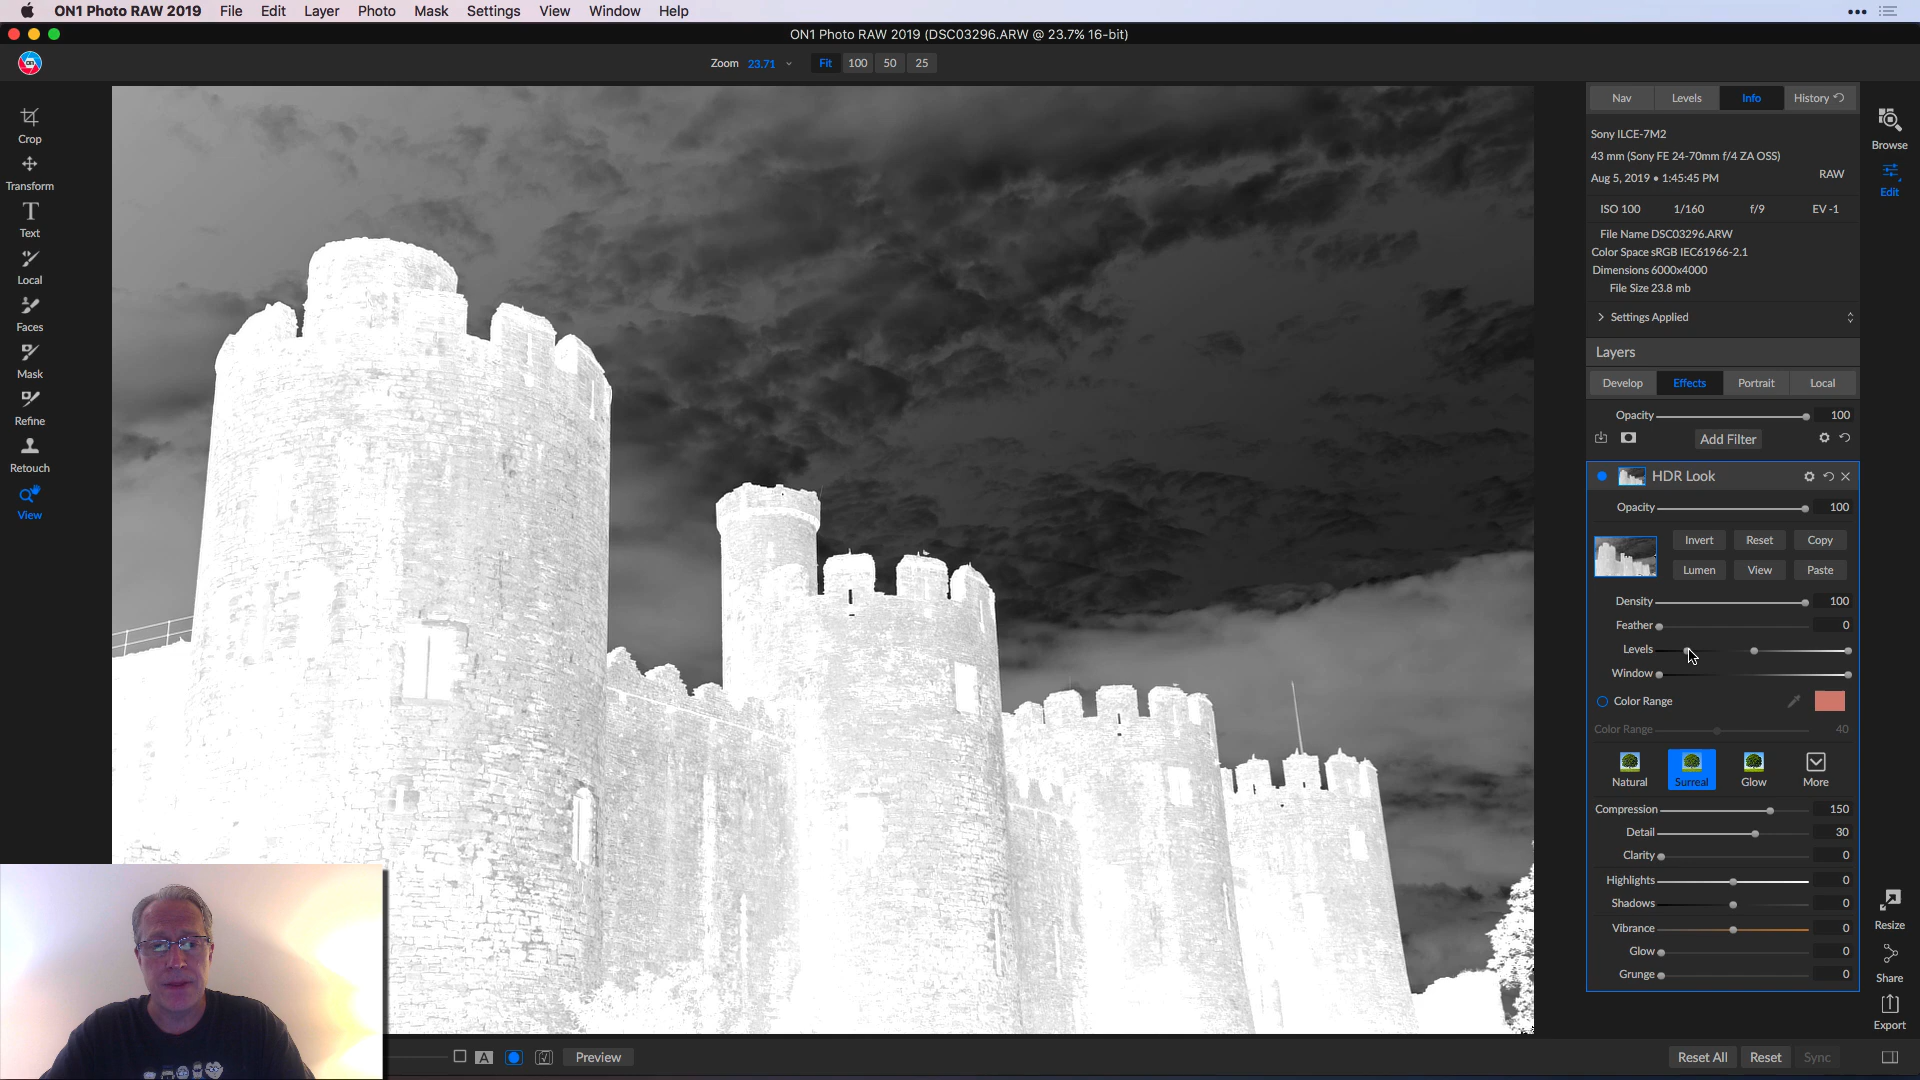 ON1 Photo RAW 2019 File Edit Layer Photo Mask Settings View Window Help
ON1 Photo RAW 2019 (DSC03296.ARW @ 23.7% 16-bit)
Zoom 23.71 Fit 100 50 25
Crop
Transform
Text
Local
Faces
Mask
Refine
Retouch
View
Nav Levels Info History
Sony ILCE-7M2
43 mm (Sony FE 24-70mm f/4 ZA OSS)
Aug 5, 2019 • 1:45:45 PM RAW
ISO 100 1/160 f/9 EV -1
File Name DSC03296.ARW
Color Space sRGB IEC61966-2.1
Dimensions 6000x4000
File Size 23.8 mb
Settings Applied
Layers
Develop Effects Portrait Local
Opacity 100
Add Filter
HDR Look
Opacity 100
Invert Reset Copy
Lumen View Paste
Density 100
Feather 0
Levels
Window
Color Range
Color Range 40
Natural Surreal Glow More
Compression 150
Detail 30
Clarity 0
Highlights 0
Shadows 0
Vibrance 0
Glow 0
Grunge 0
Browse
Edit
Resize
Share
Export
A Preview
Reset All Reset Sync